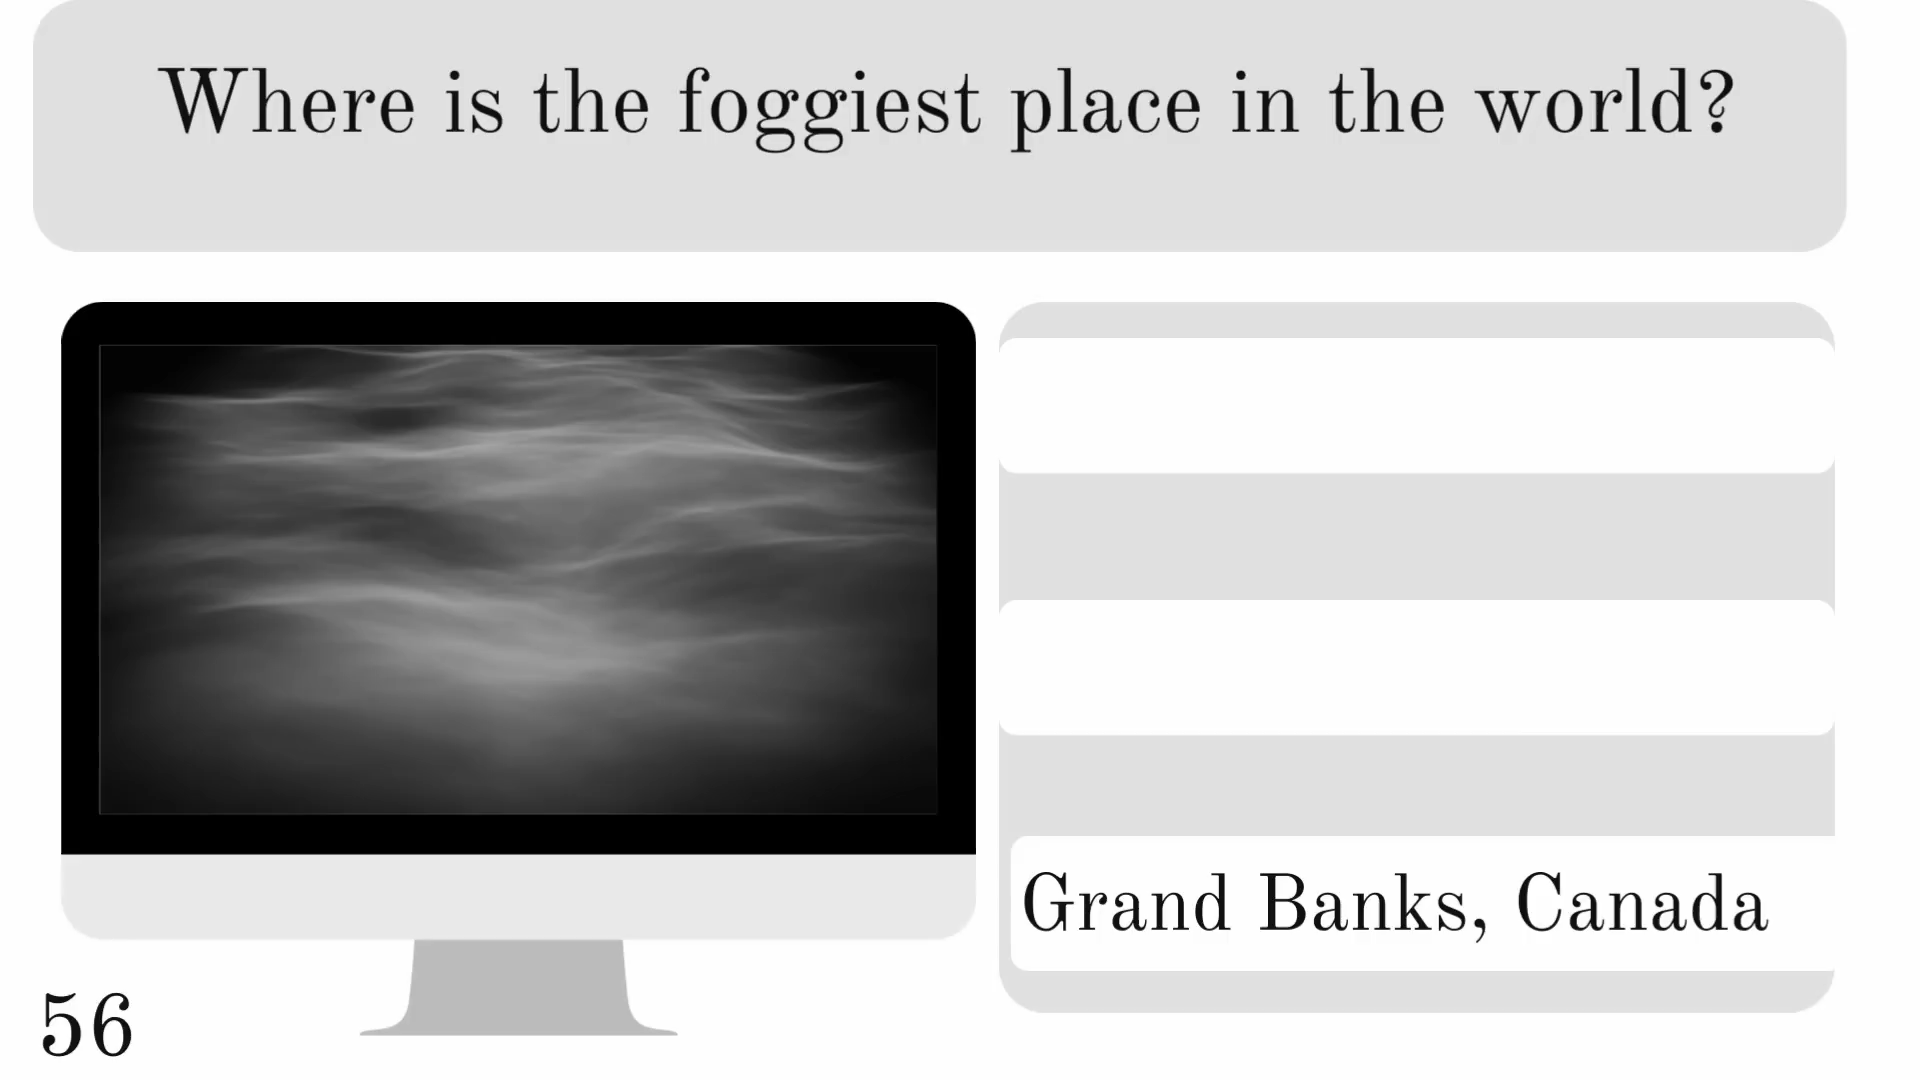 Where is the foggiest place in the world?
Grand Banks, Canada
56